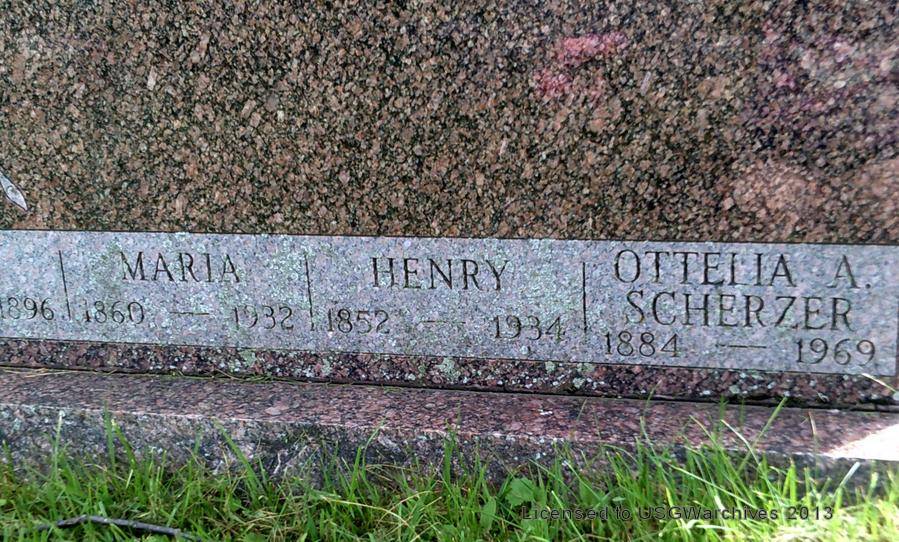 1896
MARIA
1860 — 1932
HENRY
1852 — 1934
OTTELIA A.
SCHERZER
1884 — 1969
Licensed to USGWarchives 2013